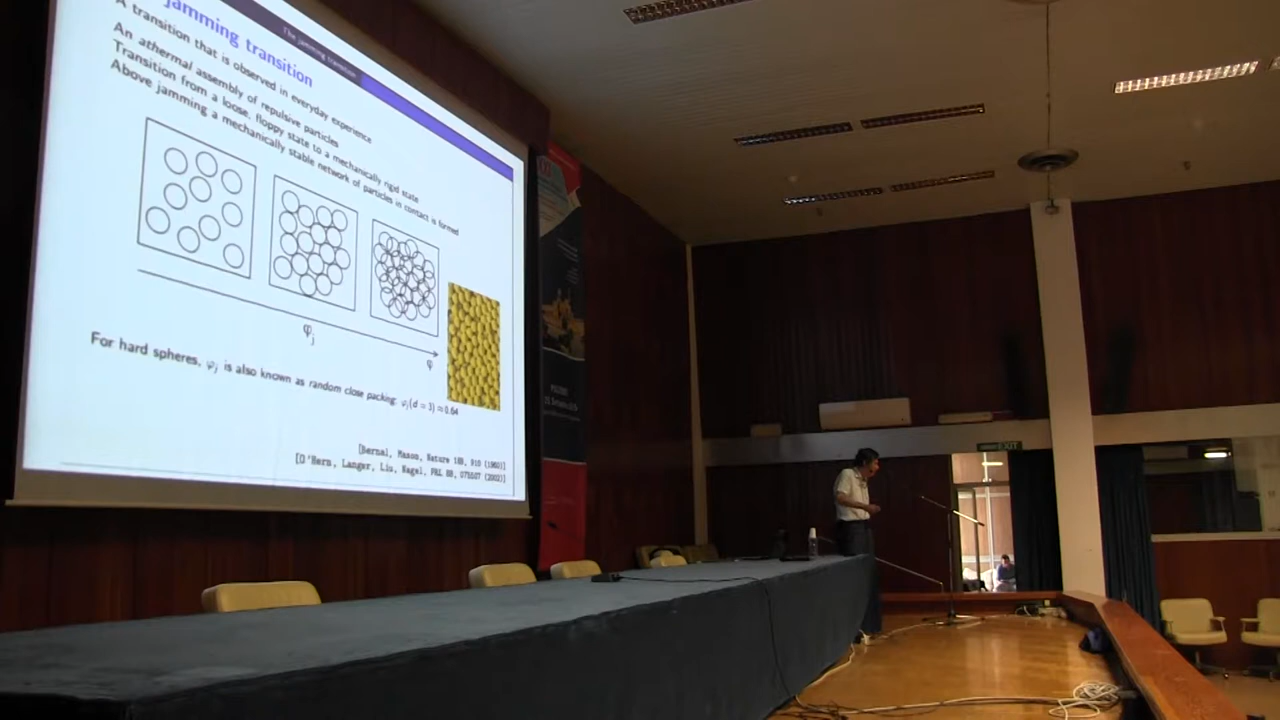 The jamming transition
jamming transition
A transition that is observed in everyday experience
An athermal assembly of repulsive particles
Transition from a loose, floppy state to a mechanically rigid state
Above jamming a mechanically stable network of particles in contact is formed
φj
φ
For hard spheres, φj is also known as random close packing: φj(d = 3) ≈ 0.64
[Bernal, Mason, Nature 188, 910 (1960)]
[O'Hern, Langer, Liu, Nagel, PRL 88, 075507 (2002)]
EXIT